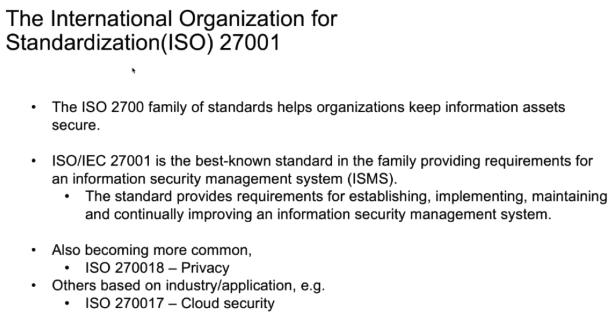 The International Organization for
Standardization(ISO) 27001
• The ISO 2700 family of standards helps organizations keep information assets
secure.
• ISO/IEC 27001 is the best-known standard in the family providing requirements for
an information security management system (ISMS).
• The standard provides requirements for establishing, implementing, maintaining
and continually improving an information security management system.
• Also becoming more common,
• ISO 270018 – Privacy
• Others based on industry/application, e.g.
• ISO 270017 – Cloud security